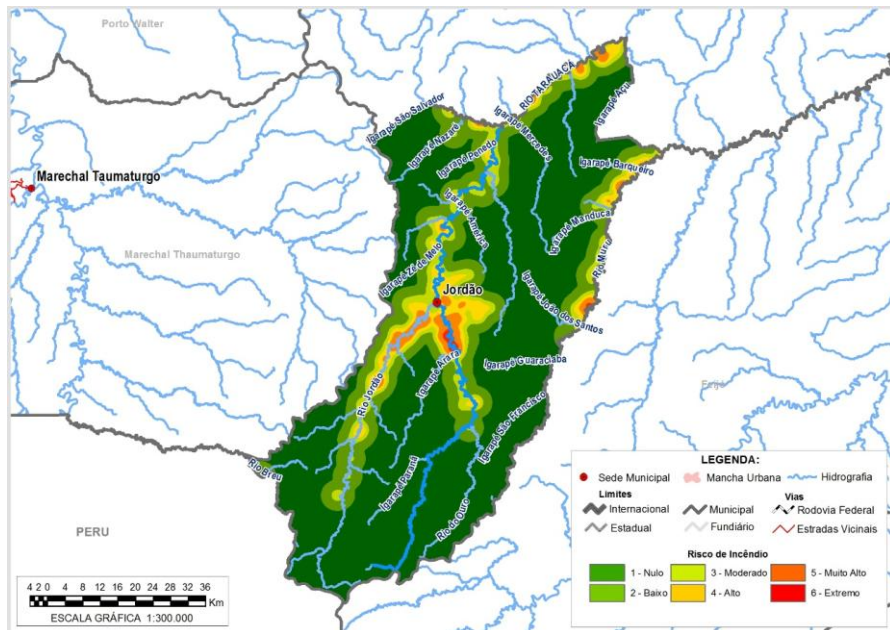 Porto Walter
RIO TARAUACÁ
Igarapé São Salvador
Igarapé Açu
Igarapé Nazaré
Igarapé Mercedes
Igarapé Penedo
Igarapé Barqueiro
Marechal Taumaturgo
Igarapé América
Igarapé Manduca
Marechal Thaumaturgo
Igarapé Zé de Melo
Rio Muru
Jordão
Igarapé João dos Santos
Igarapé Arara
Igarapé Guaraciaba
Rio Jordão
Feijó
Igarapé São Francisco
Rio Breu
Igarapé Paraná
Rio do Ouro
PERU
4 2 0 4 8 12 16 20 24 28 32 36
Km
ESCALA GRÁFICA 1:300.000
LEGENDA:
Sede Municipal Mancha Urbana Hidrografia
Limites Vias
Internacional Municipal Rodovia Federal
Estadual Fundiário Estradas Vicinais
Risco de Incêndio
1 - Nulo 3 - Moderado 5 - Muito Alto
2 - Baixo 4 - Alto 6 - Extremo